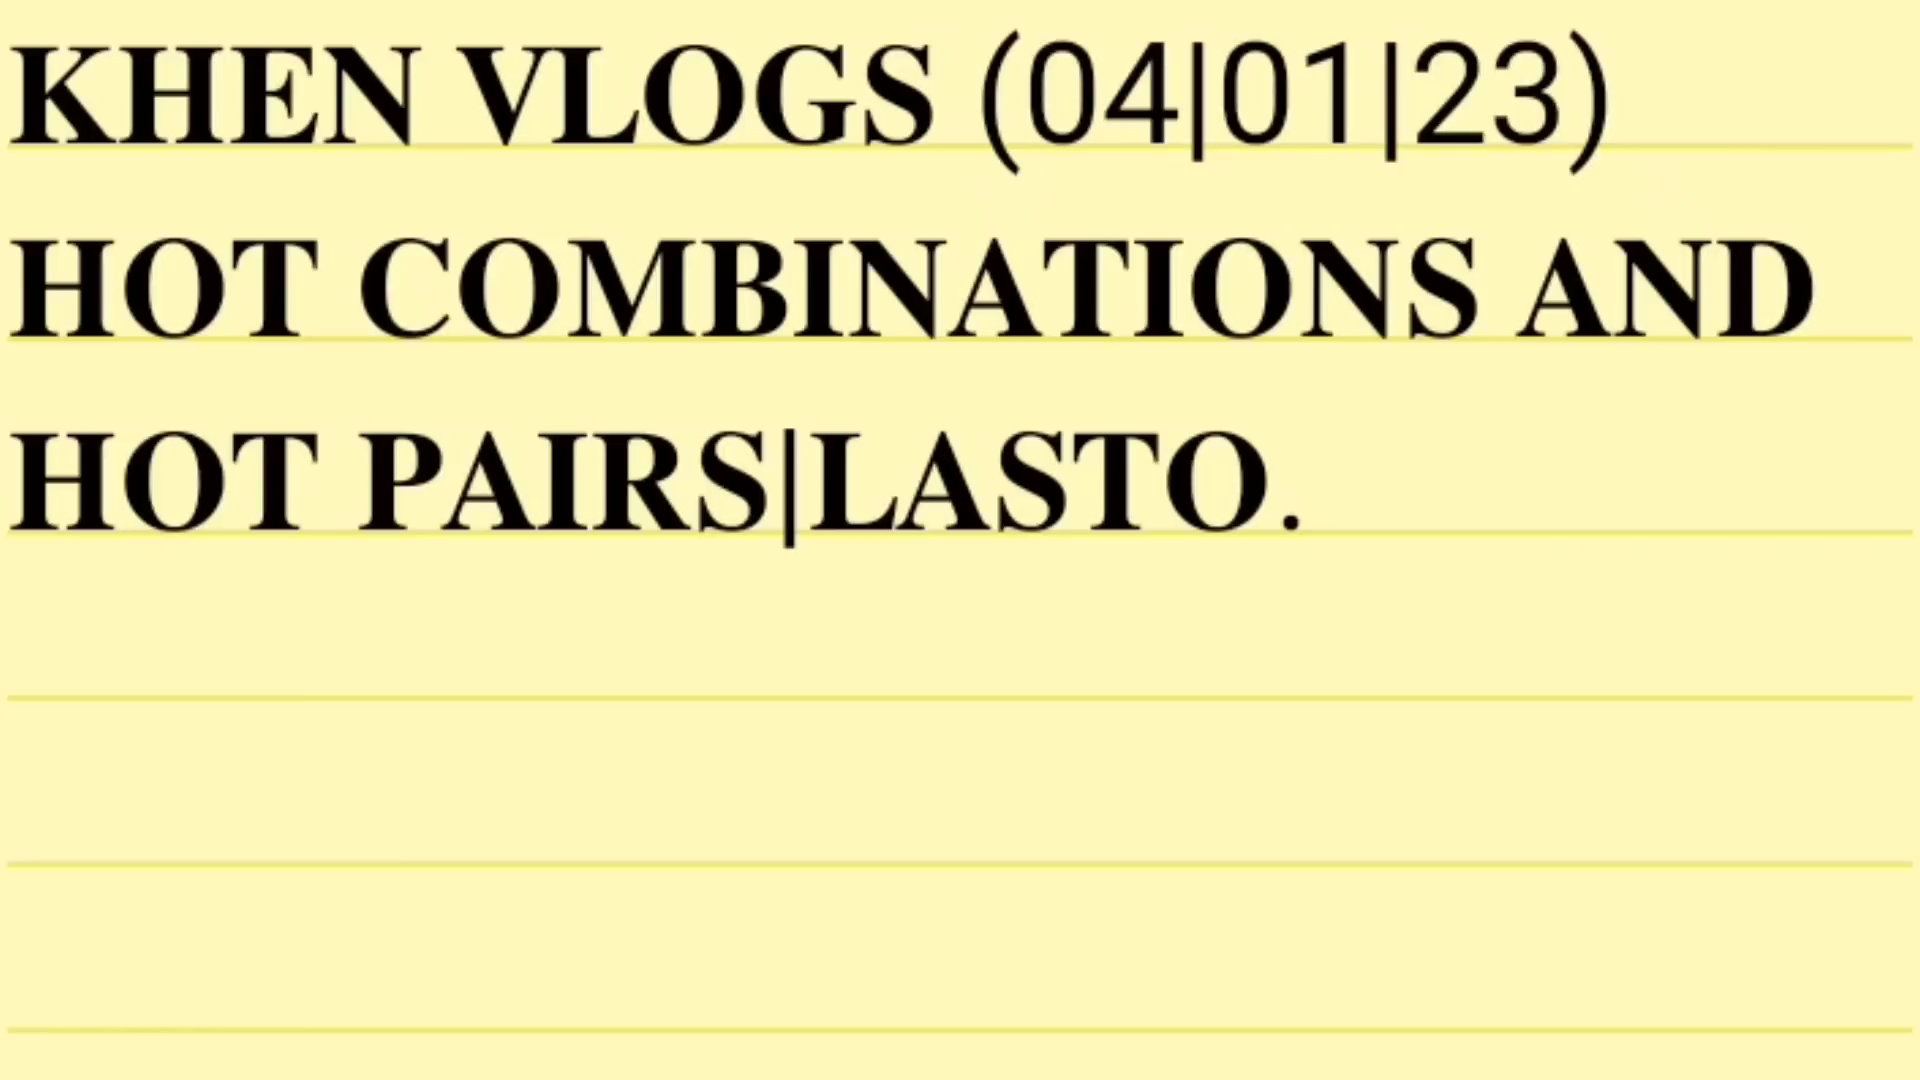 KHEN VLOGS (04|01|23)
HOT COMBINATIONS AND
HOT PAIRS|LASTO.